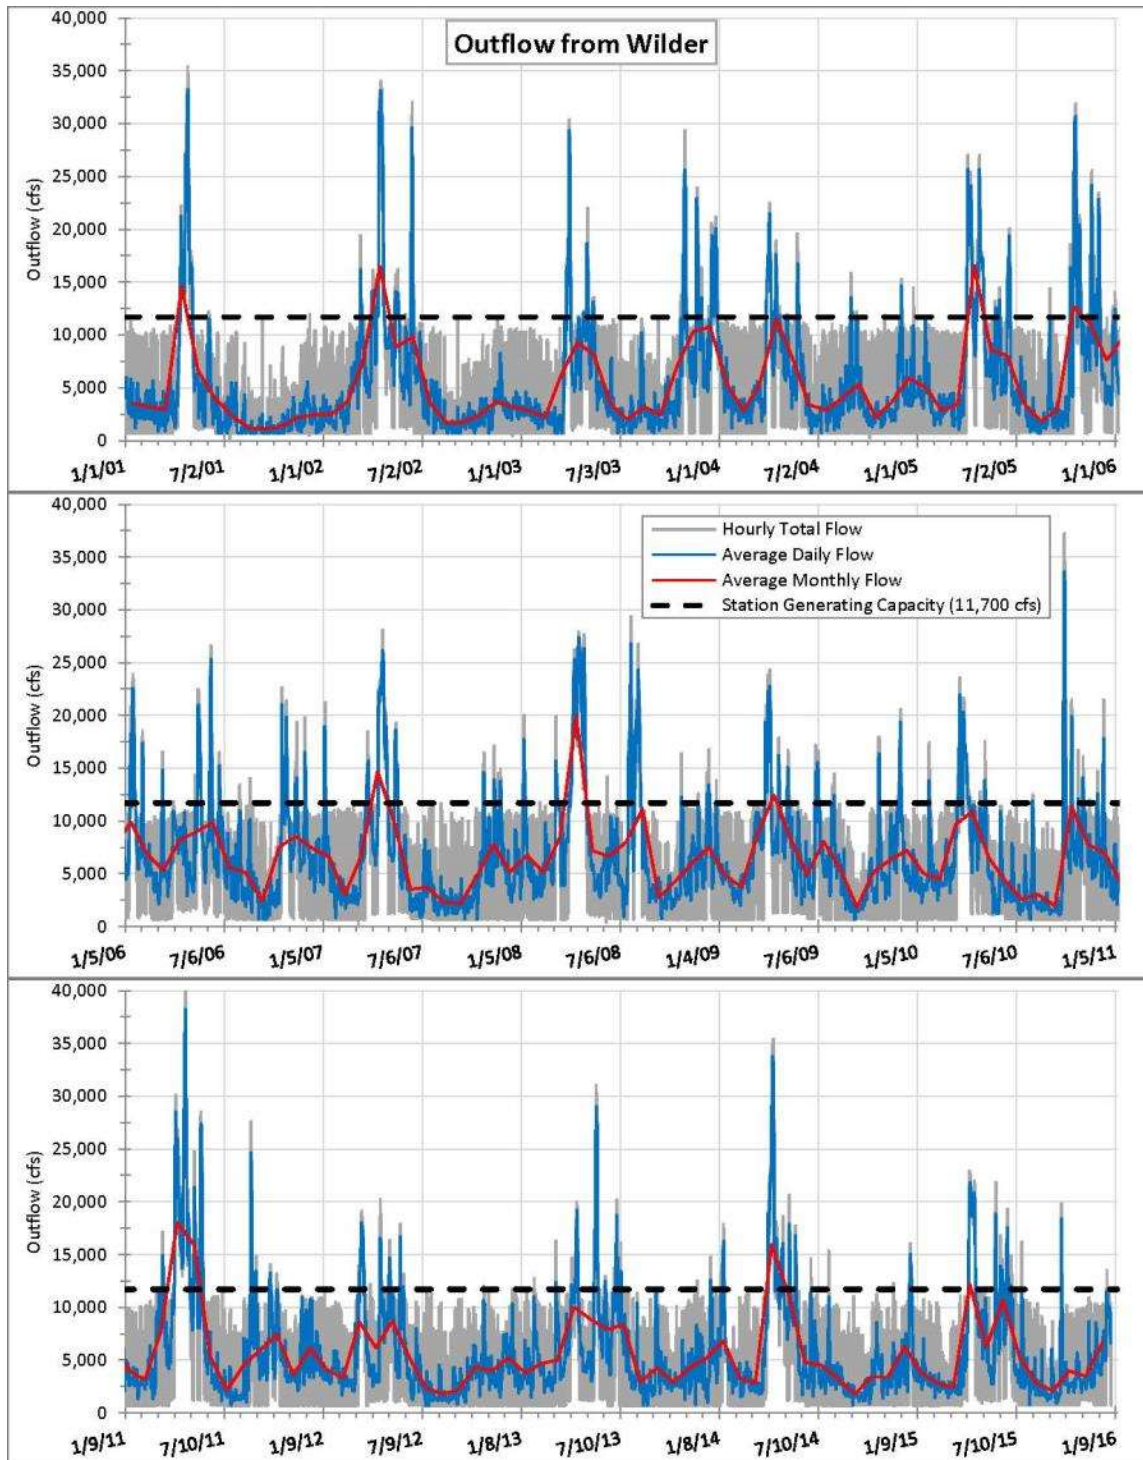 Outflow from Wilder
Outflow (cfs)
40,000
35,000
30,000
25,000
20,000
15,000
10,000
5,000
0
1/1/01 7/2/01 1/1/02 7/2/02 1/1/03 7/3/03 1/1/04 7/2/04 1/1/05 7/2/05 1/1/06
Outflow (cfs)
40,000
35,000
30,000
25,000
20,000
15,000
10,000
5,000
0
Hourly Total Flow
Average Daily Flow
Average Monthly Flow
Station Generating Capacity (11,700 cfs)
1/5/06 7/6/06 1/5/07 7/6/07 1/5/08 7/6/08 1/4/09 7/6/09 1/5/10 7/6/10 1/5/11
Outflow (cfs)
40,000
35,000
30,000
25,000
20,000
15,000
10,000
5,000
0
1/9/11 7/10/11 1/9/12 7/9/12 1/8/13 7/10/13 1/8/14 7/10/14 1/9/15 7/10/15 1/9/16